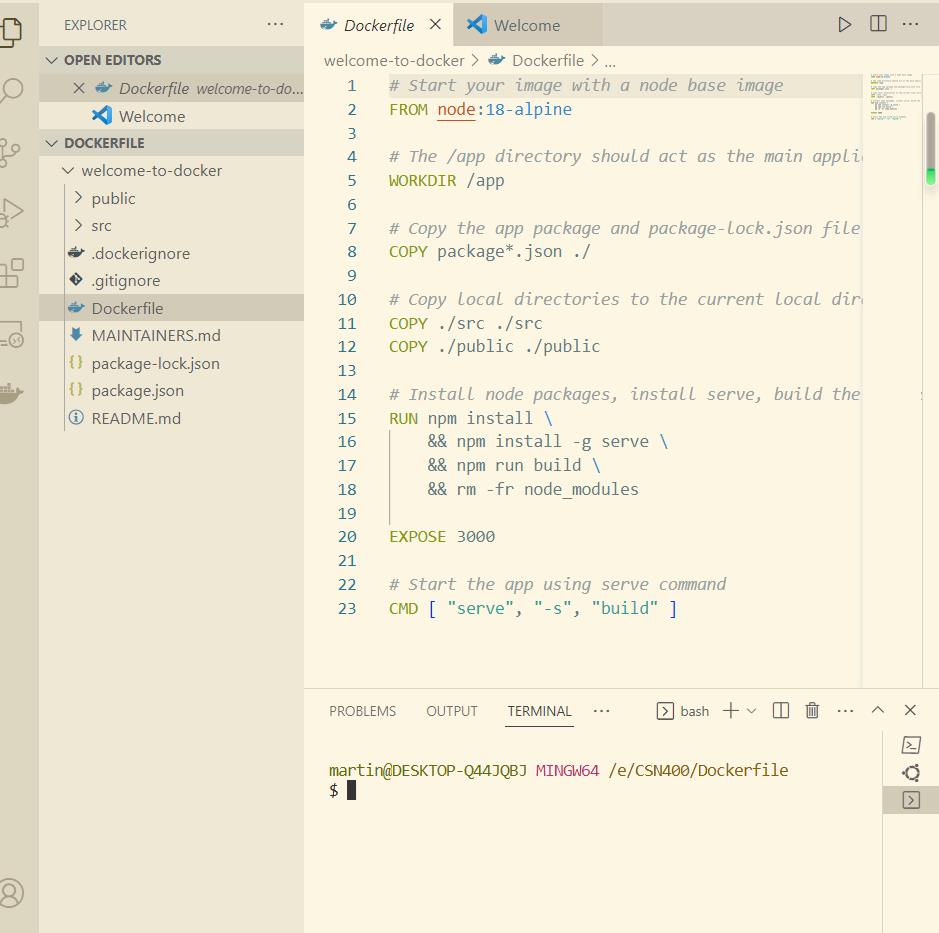 EXPLORER ...
OPEN EDITORS
Dockerfile welcome-to-do...
Welcome
DOCKERFILE
welcome-to-docker
public
src
.dockerignore
.gitignore
Dockerfile
MAINTAINERS.md
package-lock.json
package.json
README.md
Dockerfile Welcome
welcome-to-docker > Dockerfile > ...
1 # Start your image with a node base image
2 FROM node:18-alpine
3
4 # The /app directory should act as the main appli
5 WORKDIR /app
6
7 # Copy the app package and package-lock.json file
8 COPY package*.json ./
9
10 # Copy local directories to the current local dir
11 COPY ./src ./src
12 COPY ./public ./public
13
14 # Install node packages, install serve, build the
15 RUN npm install \
16 && npm install -g serve \
17 && npm run build \
18 && rm -fr node_modules
19
20 EXPOSE 3000
21
22 # Start the app using serve command
23 CMD [ "serve", "-s", "build" ]
PROBLEMS OUTPUT TERMINAL ... bash
martin@DESKTOP-Q44JQBJ MINGW64 /e/CSN400/Dockerfile
$